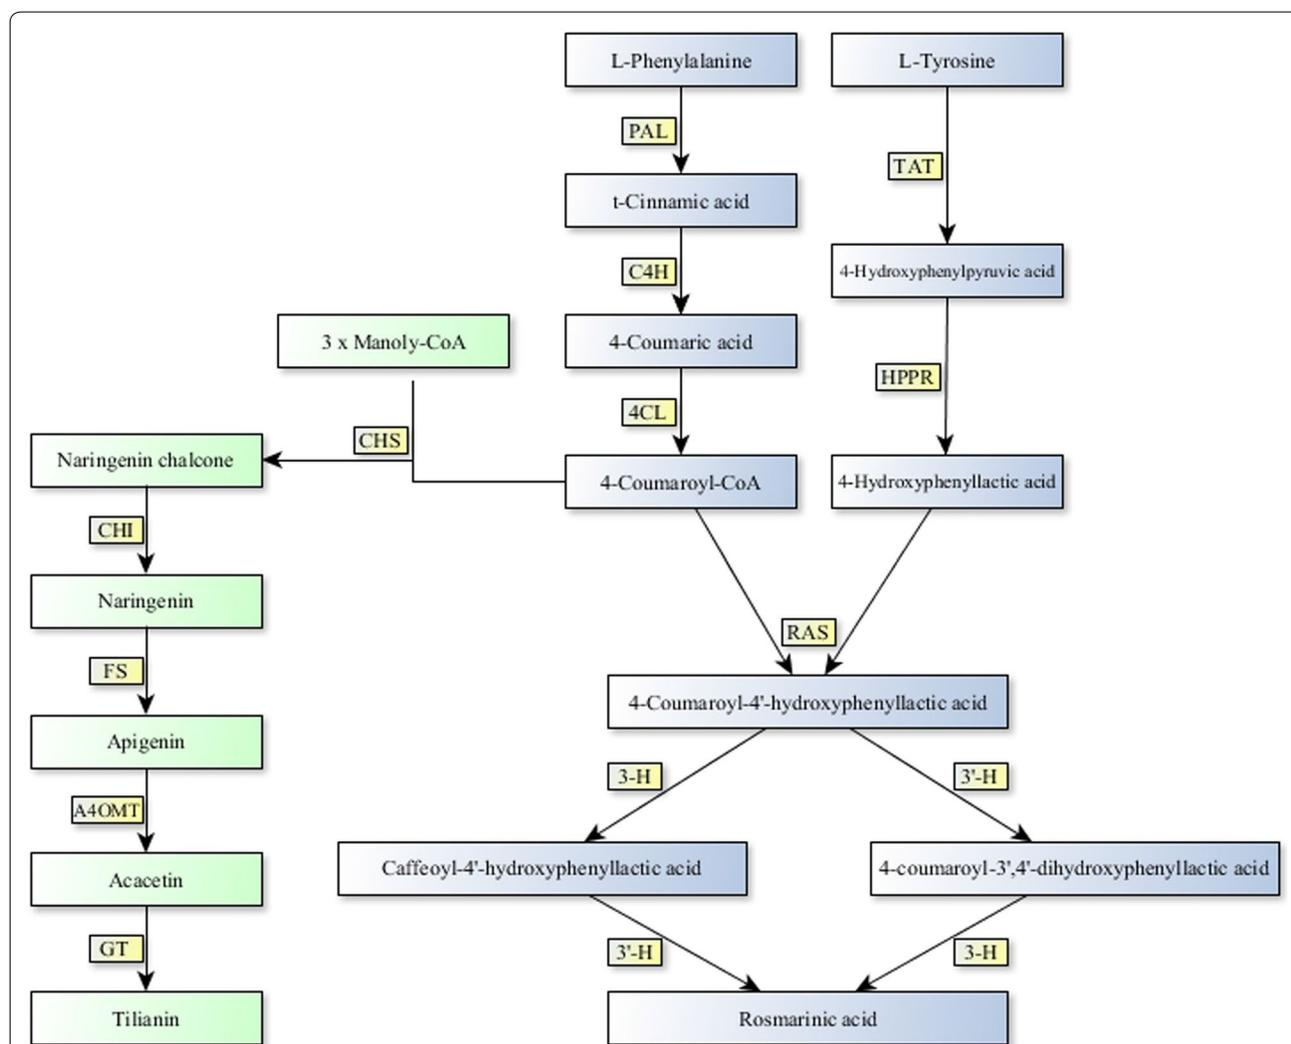 L-Phenylalanine
L-Tyrosine
PAL
TAT
t-Cinnamic acid
C4H
4-Hydroxyphenylpyruvic acid
3 x Manoly-CoA
4-Coumaric acid
HPPR
4CL
CHS
Naringenin chalcone
4-Coumaroyl-CoA
4-Hydroxyphenyllactic acid
CHI
Naringenin
RAS
FS
4-Coumaroyl-4'-hydroxyphenyllactic acid
Apigenin
3-H
3'-H
A4OMT
Caffeoyl-4'-hydroxyphenyllactic acid
4-coumaroyl-3',4'-dihydroxyphenyllactic acid
Acacetin
GT
3'-H
3-H
Tilianin
Rosmarinic acid